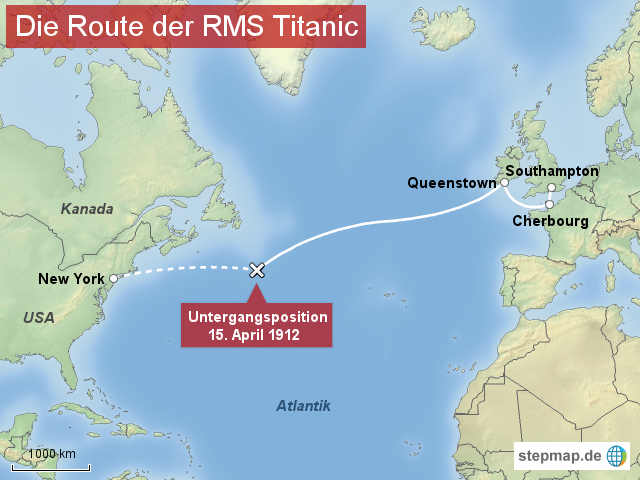 Die Route der RMS Titanic
Southampton
Queenstown
Cherbourg
Kanada
New York
USA
Untergangsposition
15. April 1912
Atlantik
1000 km
stepmap.de